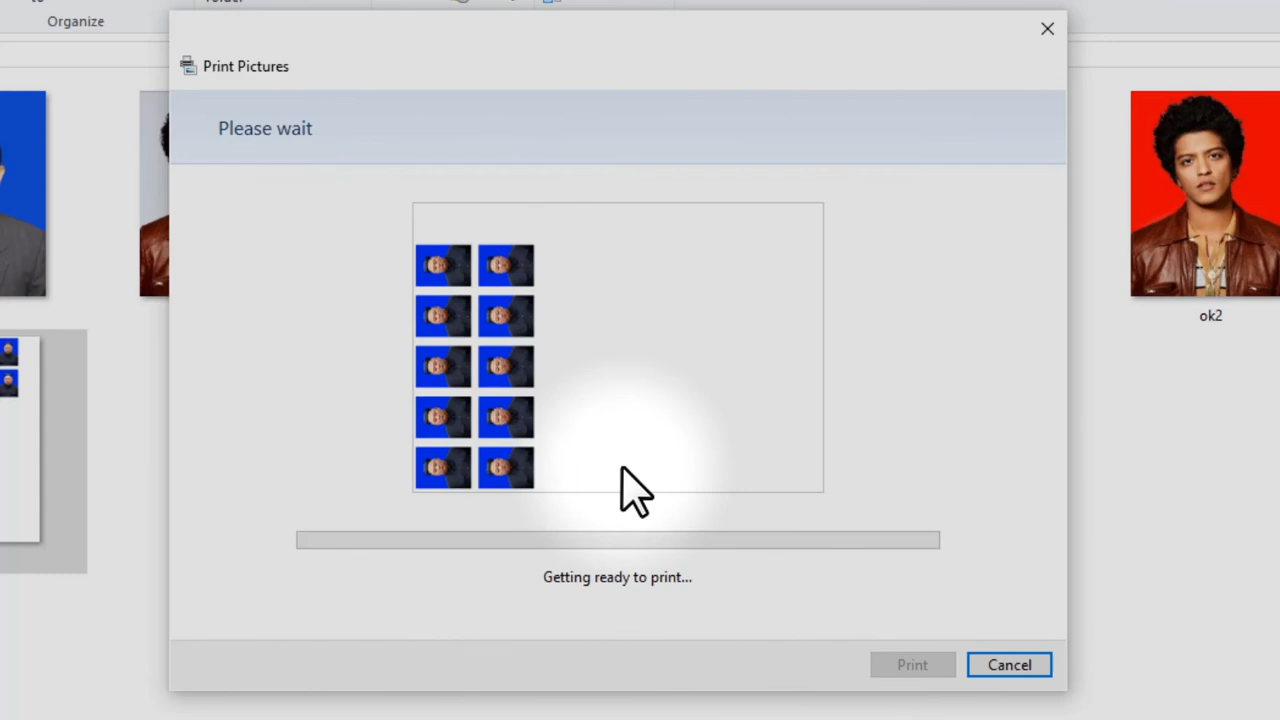 Organize
Print Pictures
Please wait
ok2
Getting ready to print...
Print
Cancel